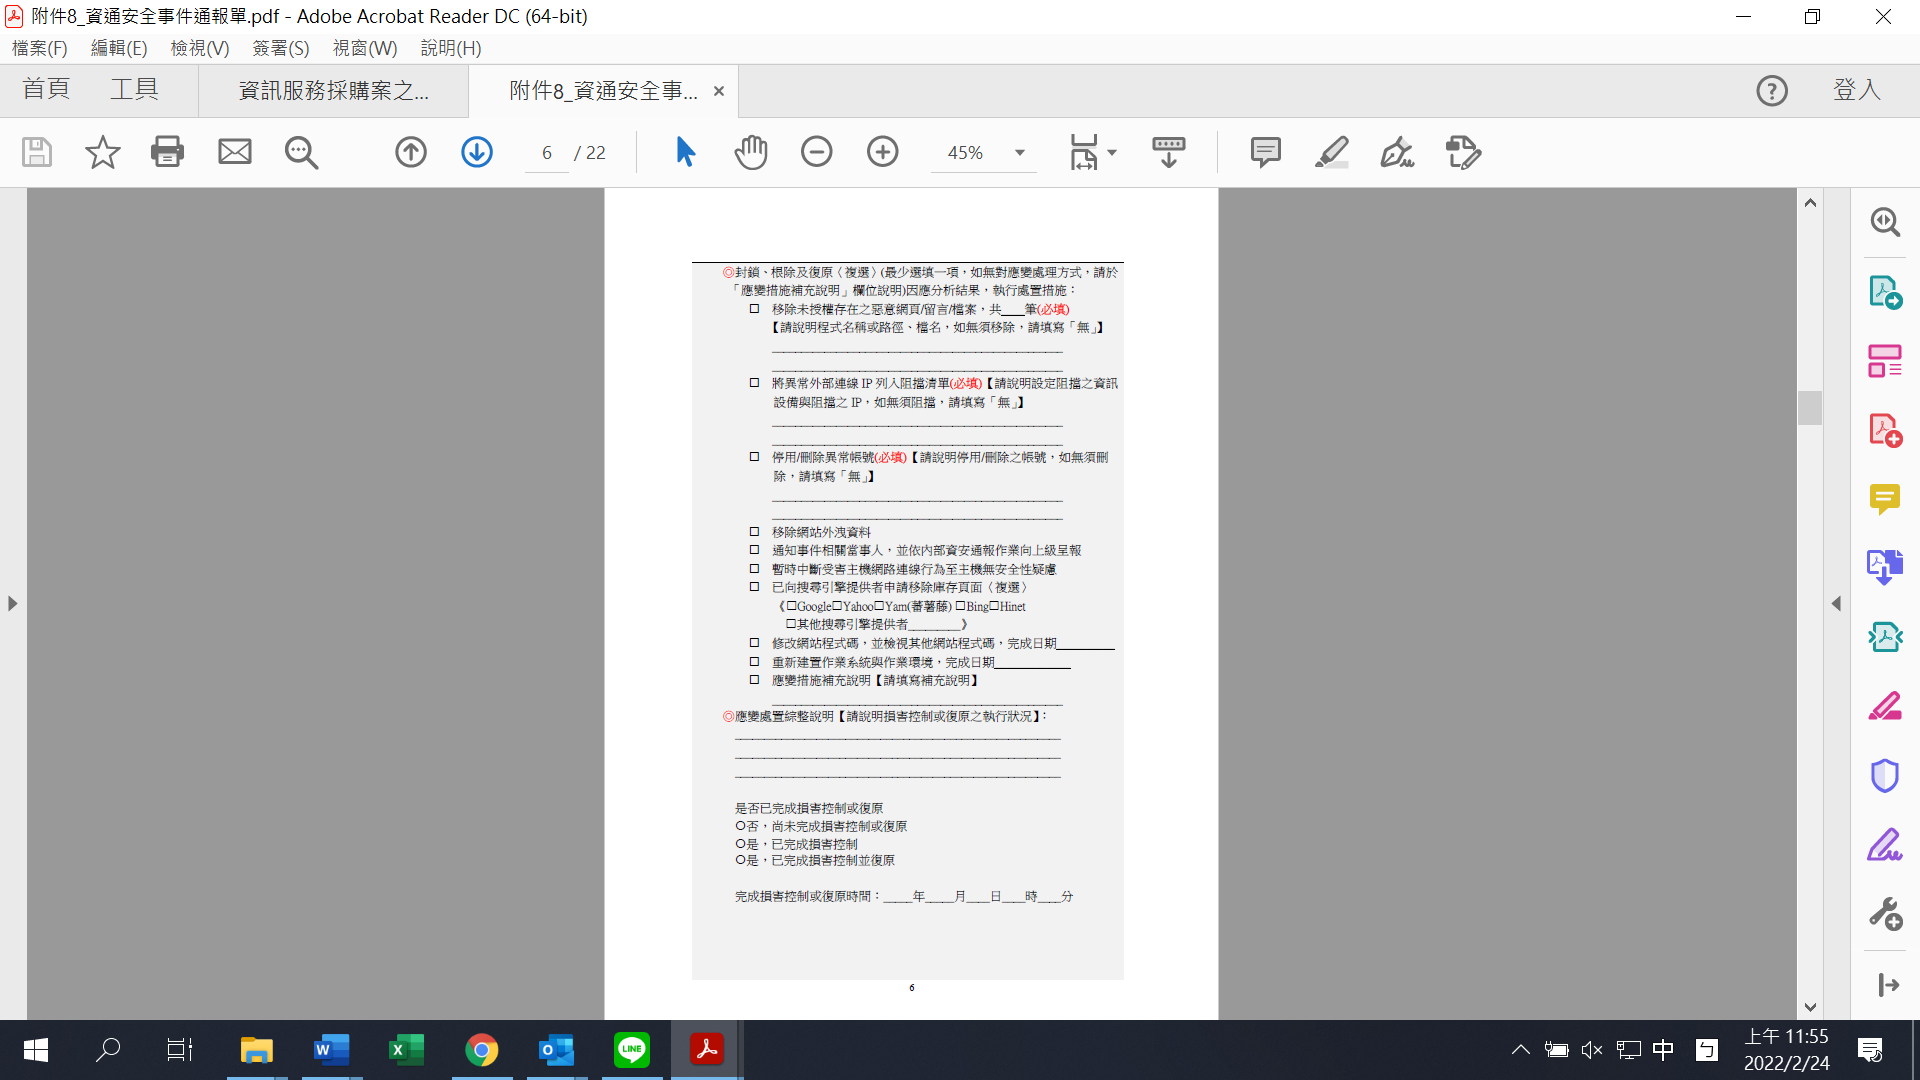 附件8_資通安全事件通報單.pdf - Adobe Acrobat Reader DC (64-bit)
檔案(F) 編輯(E) 檢視(V) 簽署(S) 視窗(W) 說明(H)
首頁 工具 資訊服務採購案之... 附件8_資通安全事... × 登入
6 / 22 45%
◎封鎖、根除及復原〈複選〉(最少選填一項，如無對應變處理方式，請於
「應變措施補充說明」欄位說明)因應分析結果，執行處置措施：
□ 移除未授權存在之惡意網頁/留言/檔案，共____筆(必填)
【請說明程式名稱或路徑、檔名，如無須移除，請填寫「無」】
□ 將異常外部連線 IP 列入阻擋清單(必填)【請說明設定阻擋之資訊
設備與阻擋之 IP，如無須阻擋，請填寫「無」】
□ 停用/刪除異常帳號(必填)【請說明停用/刪除之帳號，如無須刪
除，請填寫「無」】
□ 移除網站外洩資料
□ 通知事件相關當事人，並依內部資安通報作業向上級呈報
□ 暫時中斷受害主機網路連線行為至主機無安全性疑慮
□ 已向搜尋引擎提供者申請移除庫存頁面〈複選〉
《□Google□Yahoo□Yam(蕃薯藤) □Bing□Hinet
□其他搜尋引擎提供者_________》
□ 修改網站程式碼，並檢視其他網站程式碼，完成日期__________
□ 重新建置作業系統與作業環境，完成日期_____________
□ 應變措施補充說明【請填寫補充說明】
◎應變處置綜整說明【請說明損害控制或復原之執行狀況】：
是否已完成損害控制或復原
○否，尚未完成損害控制或復原
○是，已完成損害控制
○是，已完成損害控制並復原
完成損害控制或復原時間：_____年_____月____日____時____分
6
LINE
中
ㄅ
上午 11:55
2022/2/24